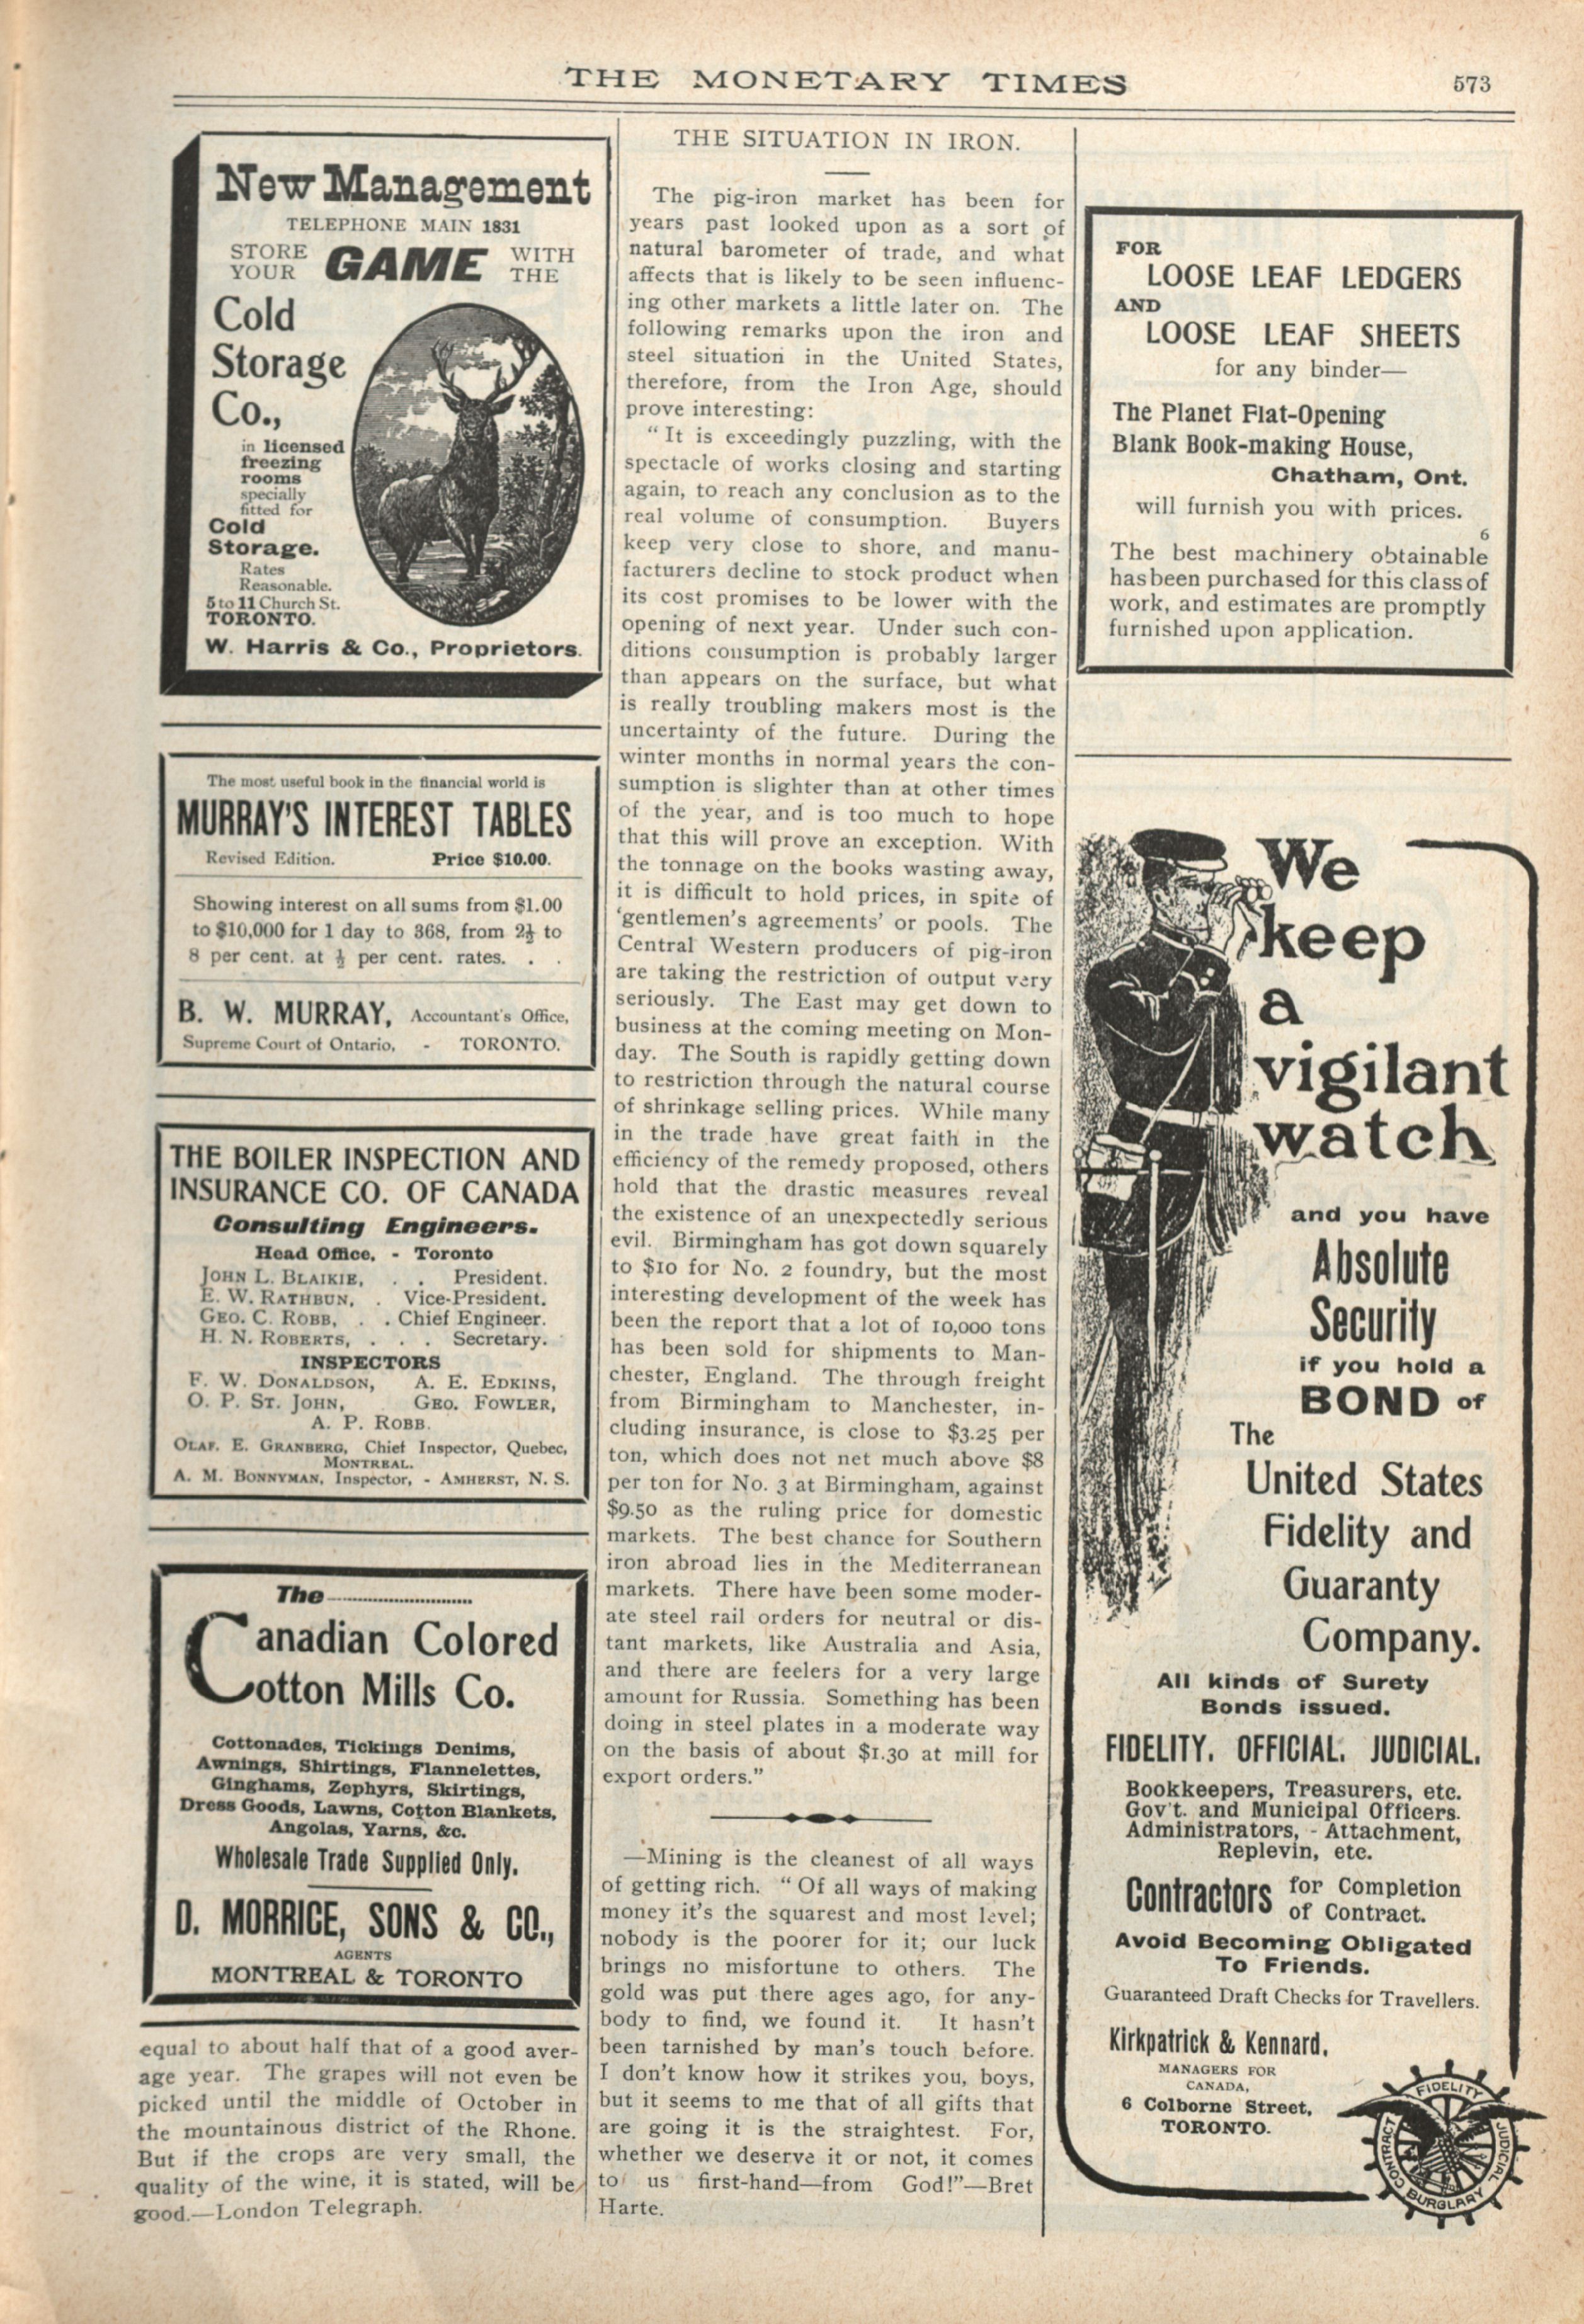 THE MONETARY TIMES
573
New Management
TELEPHONE MAIN 1831
STORE YOUR GAME WITH THE
Cold
Storage
Co.,
in licensed
freezing
rooms
specially
fitted for
Cold
Storage.
Rates
Reasonable.
5 to 11 Church St.
TORONTO.
W. Harris & Co., Proprietors.
The most useful book in the financial world is
MURRAY'S INTEREST TABLES
Revised Edition. Price $10.00.
Showing interest on all sums from $1.00
to $10,000 for 1 day to 368, from 2½ to
8 per cent. at ½ per cent. rates. . .
B. W. MURRAY, Accountant's Office,
Supreme Court of Ontario, - TORONTO.
THE BOILER INSPECTION AND
INSURANCE CO. OF CANADA
Consulting Engineers.
Head Office, - Toronto
JOHN L. BLAIKIE, . . President.
E. W. RATHBUN, . Vice-President.
GEO. C. ROBB, . . Chief Engineer.
H. N. ROBERTS, . . . Secretary.
INSPECTORS
F. W. DONALDSON, A. E. EDKINS,
O. P. ST. JOHN, GEO. FOWLER,
A. P. ROBB.
OLAF. E. GRANBERG, Chief Inspector, Quebec,
MONTREAL.
A. M. BONNYMAN, Inspector, - AMHERST, N. S.
The
Canadian Colored
Cotton Mills Co.
Cottonades, Tickings Denims,
Awnings, Shirtings, Flannelettes,
Ginghams, Zephyrs, Skirtings,
Dress Goods, Lawns, Cotton Blankets,
Angolas, Yarns, &c.
Wholesale Trade Supplied Only.
D. MORRICE, SONS & CO.,
AGENTS
MONTREAL & TORONTO
equal to about half that of a good aver-
age year. The grapes will not even be
picked until the middle of October in
the mountainous district of the Rhone.
But if the crops are very small, the
quality of the wine, it is stated, will be
good.—London Telegraph.
THE SITUATION IN IRON.
The pig-iron market has been for
years past looked upon as a sort of
natural barometer of trade, and what
affects that is likely to be seen influenc-
ing other markets a little later on. The
following remarks upon the iron and
steel situation in the United States,
therefore, from the Iron Age, should
prove interesting:
"It is exceedingly puzzling, with the
spectacle of works closing and starting
again, to reach any conclusion as to the
real volume of consumption. Buyers
keep very close to shore, and manu-
facturers decline to stock product when
its cost promises to be lower with the
opening of next year. Under such con-
ditions consumption is probably larger
than appears on the surface, but what
is really troubling makers most is the
uncertainty of the future. During the
winter months in normal years the con-
sumption is slighter than at other times
of the year, and is too much to hope
that this will prove an exception. With
the tonnage on the books wasting away,
it is difficult to hold prices, in spite of
'gentlemen's agreements' or pools. The
Central Western producers of pig-iron
are taking the restriction of output very
seriously. The East may get down to
business at the coming meeting on Mon-
day. The South is rapidly getting down
to restriction through the natural course
of shrinkage selling prices. While many
in the trade have great faith in the
efficiency of the remedy proposed, others
hold that the drastic measures reveal
the existence of an unexpectedly serious
evil. Birmingham has got down squarely
to $10 for No. 2 foundry, but the most
interesting development of the week has
been the report that a lot of 10,000 tons
has been sold for shipments to Man-
chester, England. The through freight
from Birmingham to Manchester, in-
cluding insurance, is close to $3.25 per
ton, which does not net much above $8
per ton for No. 3 at Birmingham, against
$9.50 as the ruling price for domestic
markets. The best chance for Southern
iron abroad lies in the Mediterranean
markets. There have been some moder-
ate steel rail orders for neutral or dis-
tant markets, like Australia and Asia,
and there are feelers for a very large
amount for Russia. Something has been
doing in steel plates in a moderate way
on the basis of about $1.30 at mill for
export orders."
—Mining is the cleanest of all ways
of getting rich. "Of all ways of making
money it's the squarest and most level;
nobody is the poorer for it; our luck
brings no misfortune to others. The
gold was put there ages ago, for any-
body to find, we found it. It hasn't
been tarnished by man's touch before.
I don't know how it strikes you, boys,
but it seems to me that of all gifts that
are going it is the straightest. For,
whether we deserve it or not, it comes
to us first-hand—from God!"—Bret
Harte.
FOR
LOOSE LEAF LEDGERS
AND
LOOSE LEAF SHEETS
for any binder—
The Planet Flat-Opening
Blank Book-making House,
Chatham, Ont.
will furnish you with prices.
6
The best machinery obtainable
has been purchased for this class of
work, and estimates are promptly
furnished upon application.
We
keep
a
vigilant
watch
and you have
Absolute
Security
if you hold a
BOND of
The
United States
Fidelity and
Guaranty
Company.
All kinds of Surety
Bonds issued.
FIDELITY. OFFICIAL. JUDICIAL.
Bookkeepers, Treasurers, etc.
Gov't. and Municipal Officers.
Administrators, - Attachment,
Replevin, etc.
Contractors for Completion of Contract.
Avoid Becoming Obligated
To Friends.
Guaranteed Draft Checks for Travellers.
Kirkpatrick & Kennard,
MANAGERS FOR
CANADA,
6 Colborne Street,
TORONTO.
FIDELITY
JUDICIAL
BURGLARY
CONTRACT